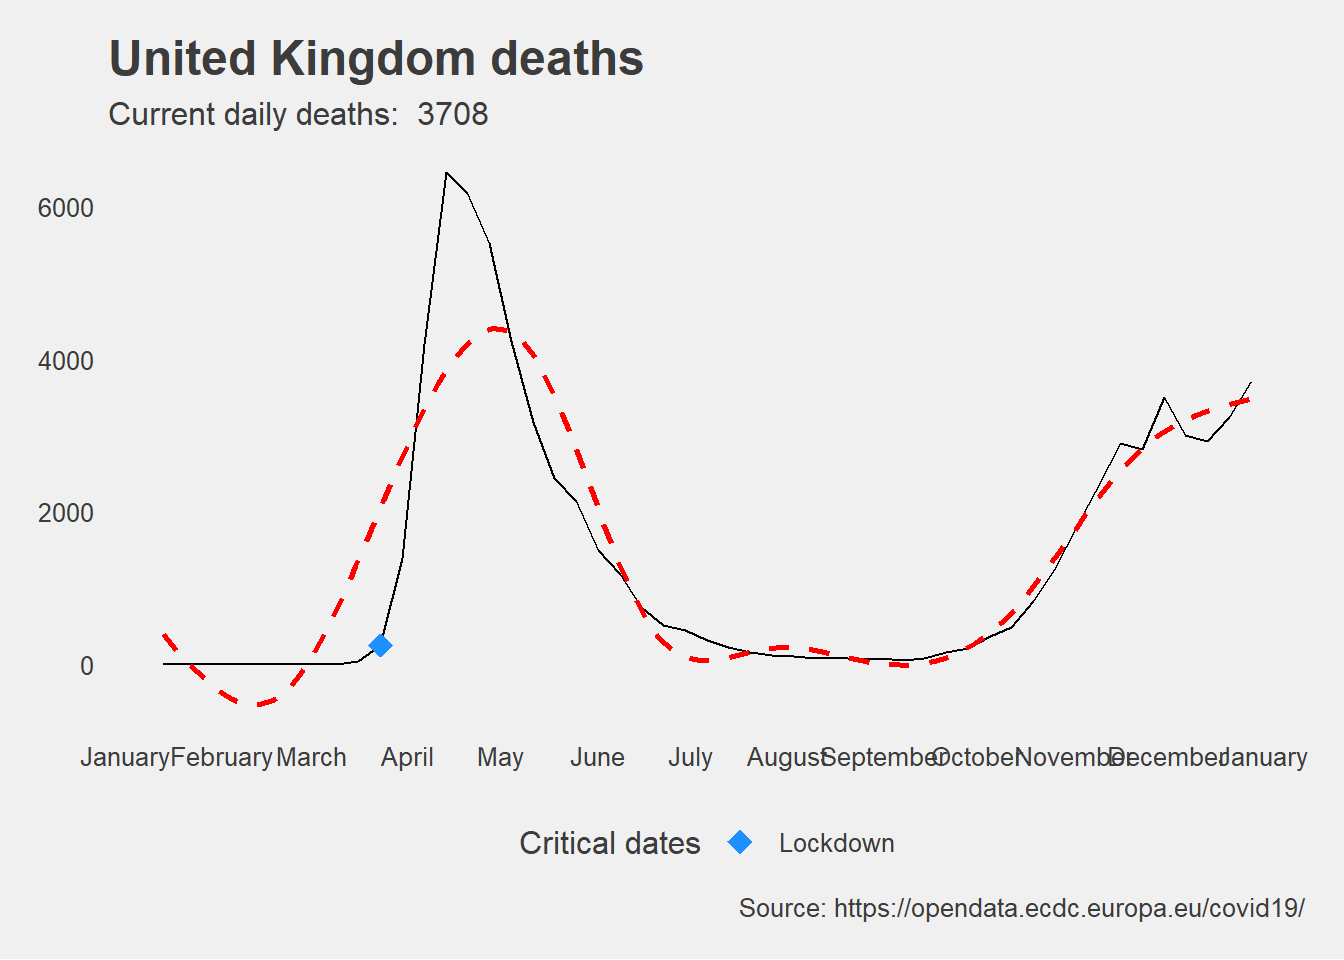 United Kingdom deaths
Current daily deaths:  3708
6000
4000
2000
0
January February March April May June July August September October November December January
Critical dates Lockdown
Source: https://opendata.ecdc.europa.eu/covid19/